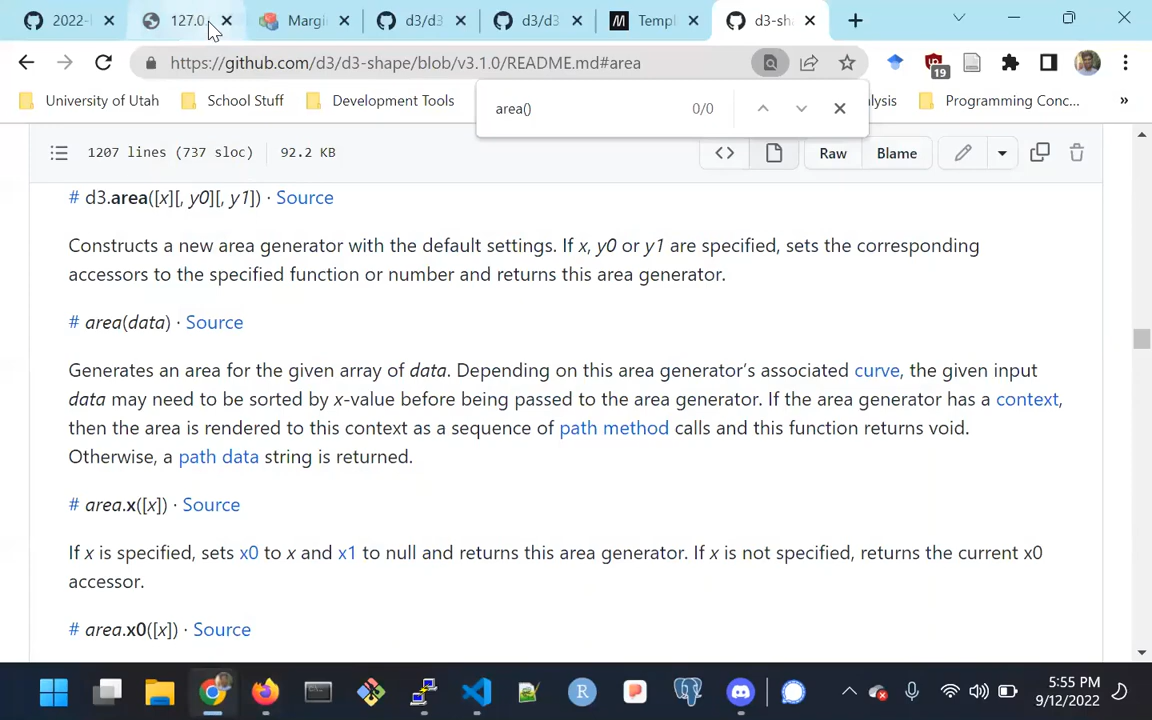 2022-
127.0.
Margi
d3/d3
d3/d3
Templ
d3-sha
https://github.com/d3/d3-shape/blob/v3.1.0/README.md#area
19
University of Utah
School Stuff
Development Tools
alysis
Programming Conc...
»
area()
0/0
1207 lines (737 sloc)
92.2 KB
Raw
Blame
# d3.area([x][, y0][, y1]) · Source
Constructs a new area generator with the default settings. If x, y0 or y1 are specified, sets the corresponding
accessors to the specified function or number and returns this area generator.
# area(data) · Source
Generates an area for the given array of data. Depending on this area generator's associated curve, the given input
data may need to be sorted by x-value before being passed to the area generator. If the area generator has a context,
then the area is rendered to this context as a sequence of path method calls and this function returns void.
Otherwise, a path data string is returned.
# area.x([x]) · Source
If x is specified, sets x0 to x and x1 to null and returns this area generator. If x is not specified, returns the current x0
accessor.
# area.x0([x]) · Source
5:55 PM
9/12/2022